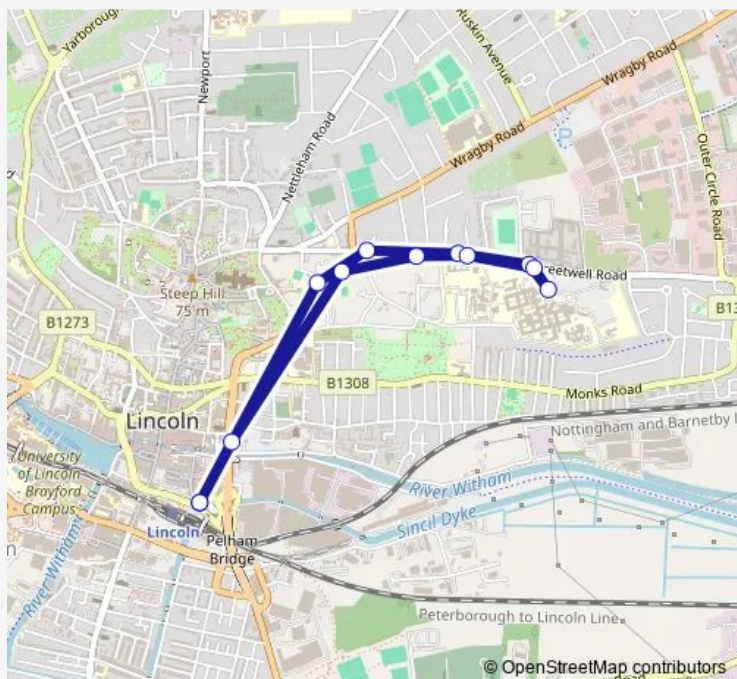 Yarborough
Newport
Ruskin Avenue
Wragby Road
Nettleham Road
Wragby Road
P
Outer Circle Road
Steep Hill
75 m
reetwell Road
B1273
B13
B1308
Monks Road
Lincoln
Nottingham and Barnetby
University
of Lincoln
Brayford
Campus
River Witham
Sincil Dyke
Lincoln
Pelham
Bridge
River Witham
Peterborough to Lincoln Line
© OpenStreetMap contributors